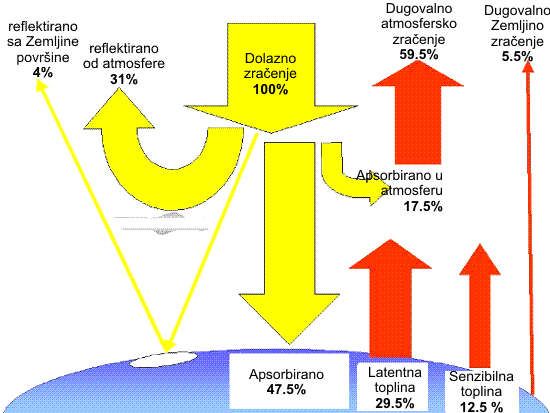 reflektirano
sa Zemljine
površine
4%
reflektirano
od atmosfere
31%
Dolazno
zračenje
100%
Dugovalno
atmosfersko
zračenje
59.5%
Dugovalno
Zemljino
zračenje
5.5%
Apsorbirano u
atmosferu
17.5%
Apsorbirano
47.5%
Latentna
toplina
29.5%
Senzibilna
toplina
12.5 %